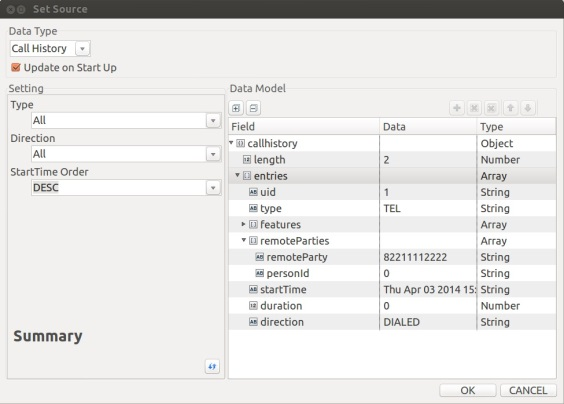 Set Source
Data Type
Call History
Update on Start Up
Setting
Type
All
Direction
All
StartTime Order
DESC
Summary
Data Model
Field Data Type
callhistory Object
length 2 Number
entries Array
uid 1 String
type TEL String
features Array
remoteParties Array
remoteParty 82211112222 String
personId 0 String
startTime Thu Apr 03 2014 15: String
duration 0 Number
direction DIALED String
OK CANCEL